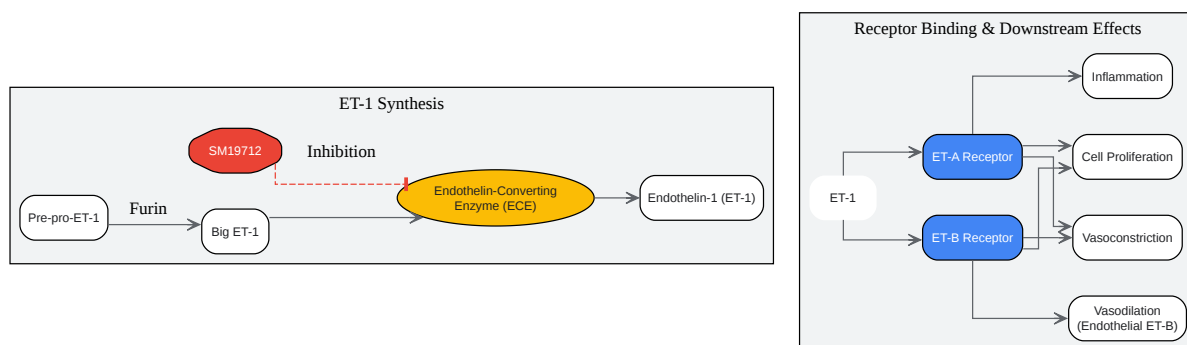 ET-1 Synthesis
SM19712
Inhibition
Pre-pro-ET-1
Furin
Big ET-1
Endothelin-Converting
Enzyme (ECE)
Endothelin-1 (ET-1)
Receptor Binding & Downstream Effects
ET-1
ET-A Receptor
ET-B Receptor
Inflammation
Cell Proliferation
Vasoconstriction
Vasodilation
(Endothelial ET-B)